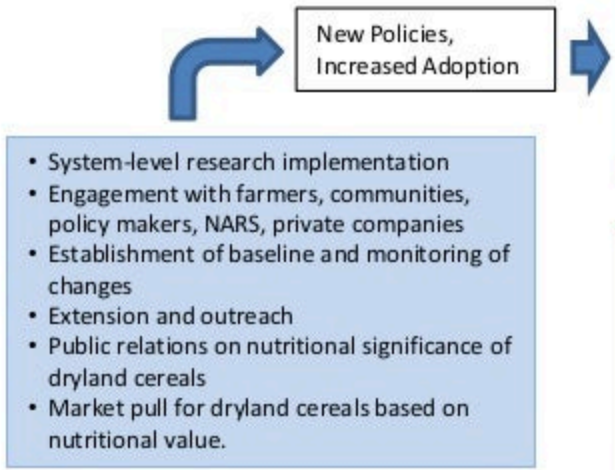 New Policies,
Increased Adoption
• System-level research implementation
• Engagement with farmers, communities,
policy makers, NARS, private companies
• Establishment of baseline and monitoring of
changes
• Extension and outreach
• Public relations on nutritional significance of
dryland cereals
• Market pull for dryland cereals based on
nutritional value.